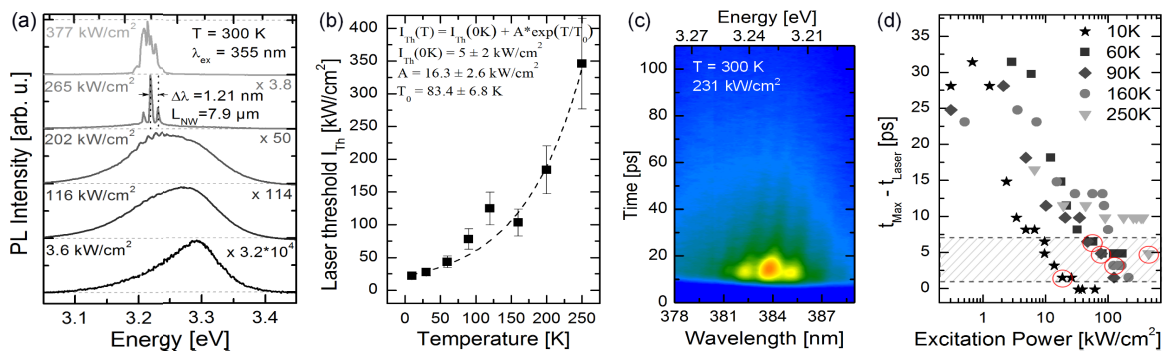 (a)
377 kW/cm²
T = 300 K
λex = 355 nm
265 kW/cm²
x 3.8
Δλ =1.21 nm
LNW=7.9 µm
202 kW/cm²
x 50
116 kW/cm²
x 114
3.6 kW/cm²
x 3.2*10⁴
PL Intensity [arb. u.]
3.1 3.2 3.3 3.4
Energy [eV]
(b)
ITh(T) = ITh(0K) + A*exp(T/T0)
ITh(0K) = 5 ± 2 kW/cm²
A = 16.3 ± 2.6 kW/cm²
T0 = 83.4 ± 6.8 K
Laser threshold ITh [kW/cm²]
400
350
300
250
200
150
100
50
0
0 50 100 150 200 250
Temperature [K]
(c)
Energy [eV]
3.27 3.24 3.21
T = 300 K
231 kW/cm²
Time [ps]
100
80
60
40
20
0
378 381 384 387 390
Wavelength [nm]
(d)
10K
60K
90K
160K
250K
tMax - tLaser [ps]
35
30
25
20
15
10
5
0
1 10 100
Excitation Power [kW/cm²]